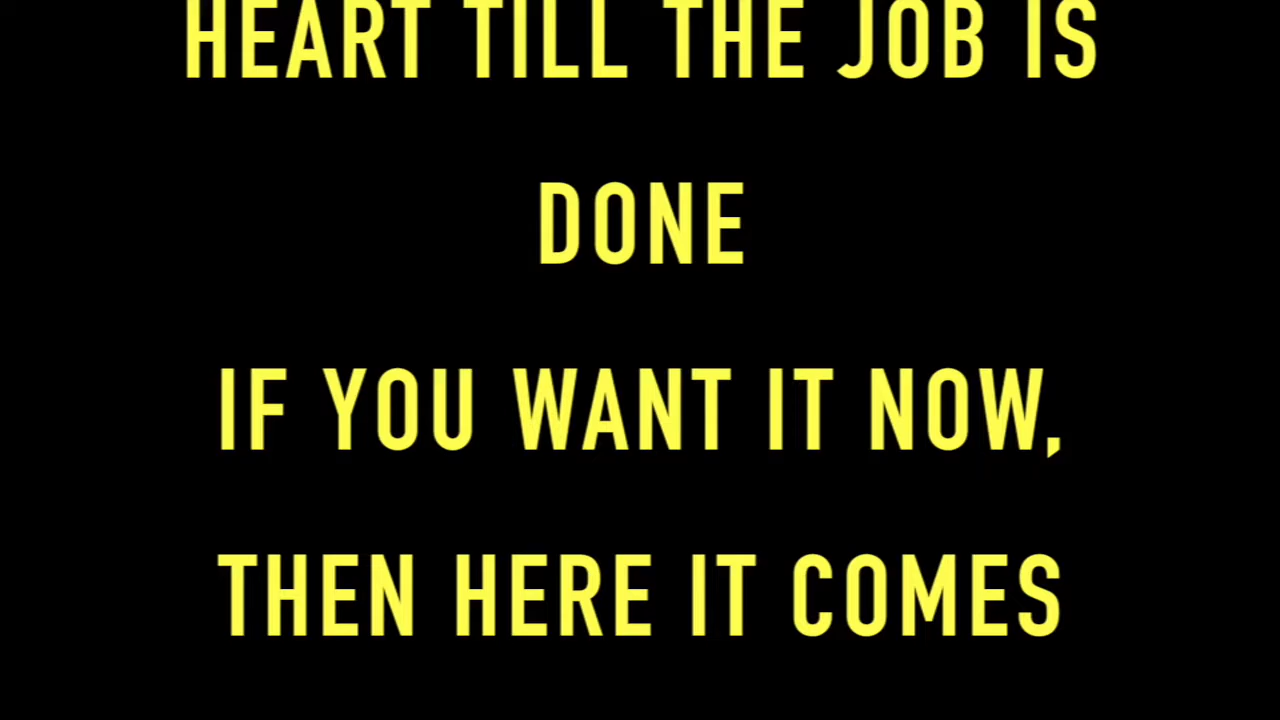 HEART TILL THE JOB IS
DONE
IF YOU WANT IT NOW,
THEN HERE IT COMES